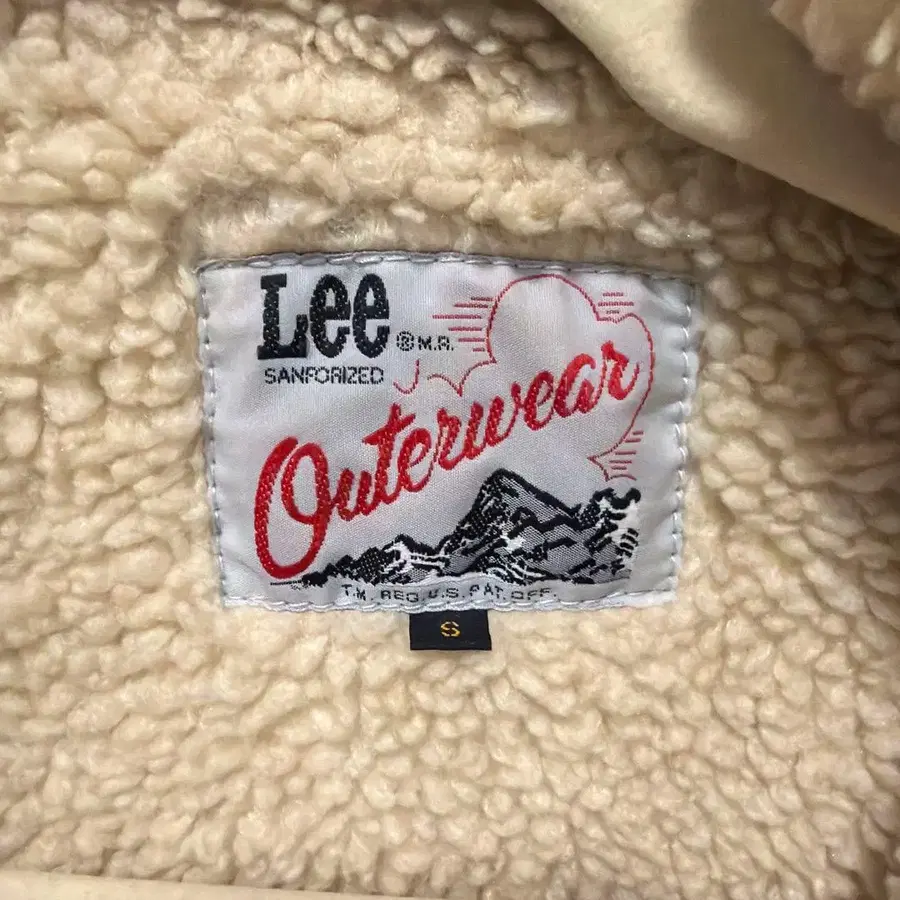 Lee ® M.R.
SANFORIZED
Outerwear
T.M. REG. U.S. PAT. OFF.
S